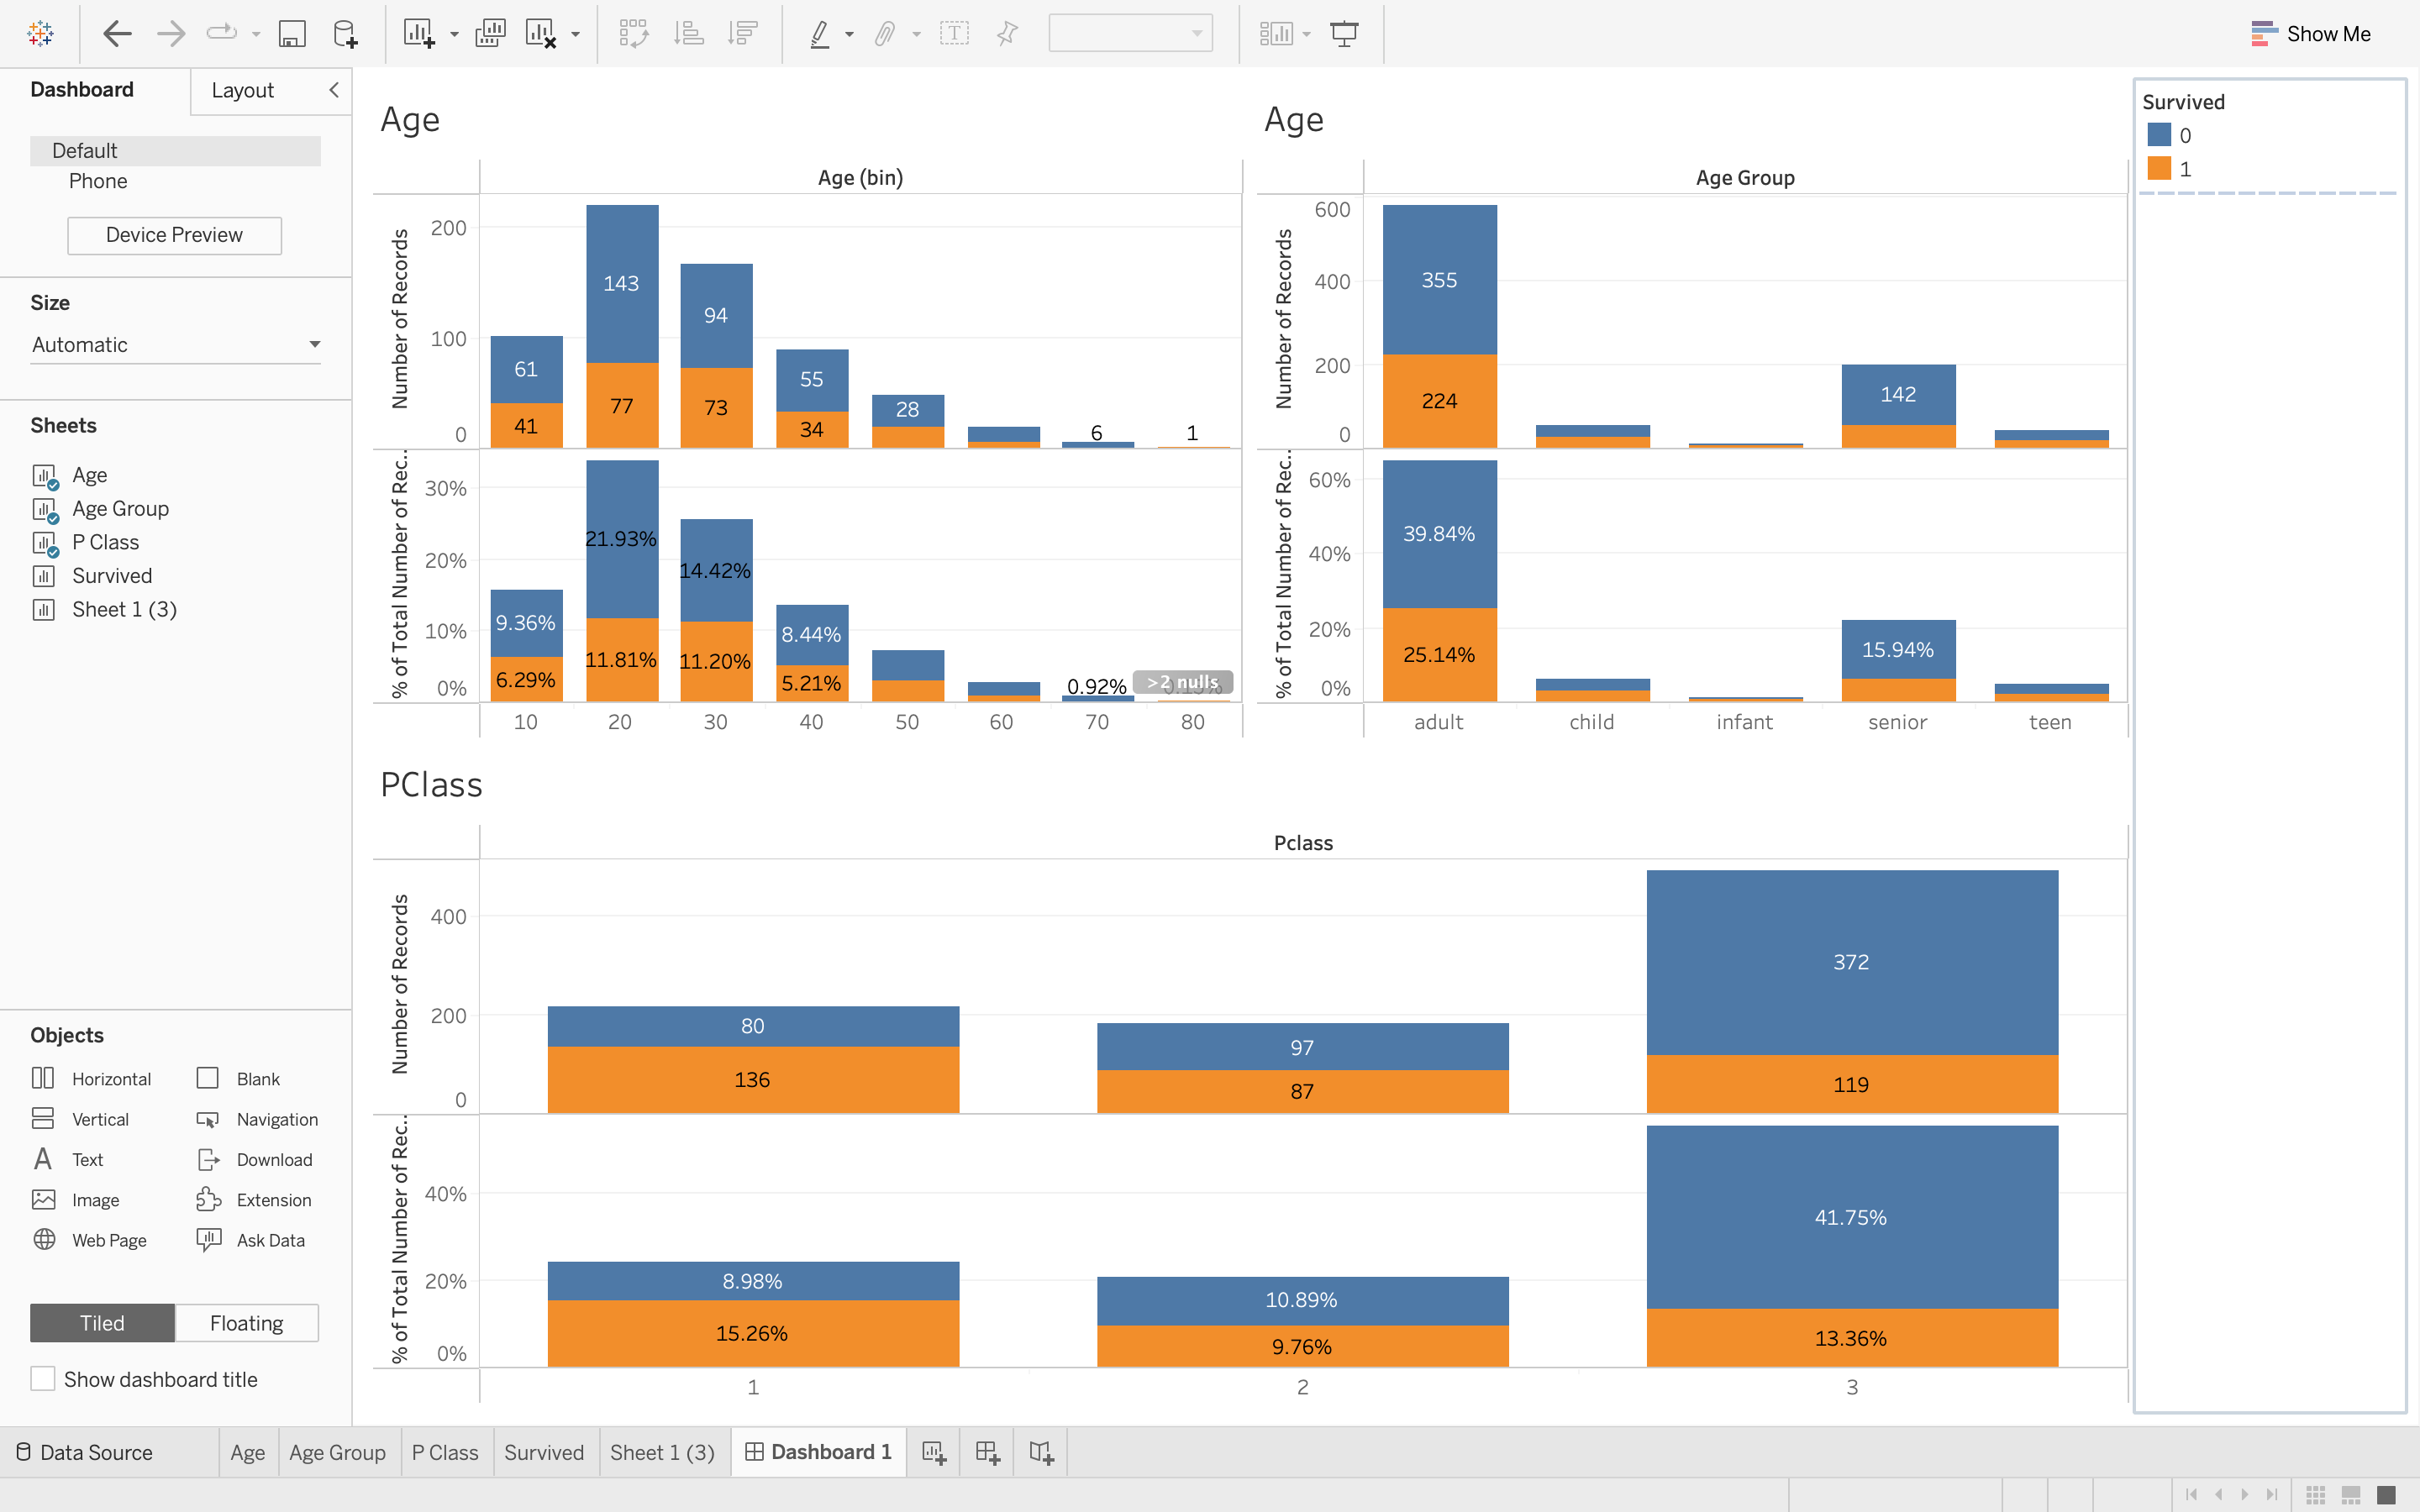 Show Me
Dashboard
Layout
Default
Phone
Device Preview
Size
Automatic
Sheets
Age
Age Group
P Class
Survived
Sheet 1 (3)
Objects
Horizontal
Blank
Vertical
Navigation
Text
Download
Image
Extension
Web Page
Ask Data
Tiled
Floating
Show dashboard title
Age
Age (bin)
Number of Records
200
100
0
61
41
143
77
94
73
55
34
28
6
1
% of Total Number of Rec..
30%
20%
10%
0%
9.36%
6.29%
21.93%
11.81%
14.42%
11.20%
8.44%
5.21%
0.92%
>2 nulls
10 20 30 40 50 60 70 80
Age
Age Group
Number of Records
600
400
200
0
355
224
142
% of Total Number of Rec..
60%
40%
20%
0%
39.84%
25.14%
15.94%
adult child infant senior teen
Survived
0
1
PClass
Pclass
Number of Records
400
200
0
80
136
97
87
372
119
% of Total Number of Rec..
40%
20%
0%
8.98%
15.26%
10.89%
9.76%
41.75%
13.36%
1 2 3
Data Source
Age
Age Group
P Class
Survived
Sheet 1 (3)
Dashboard 1